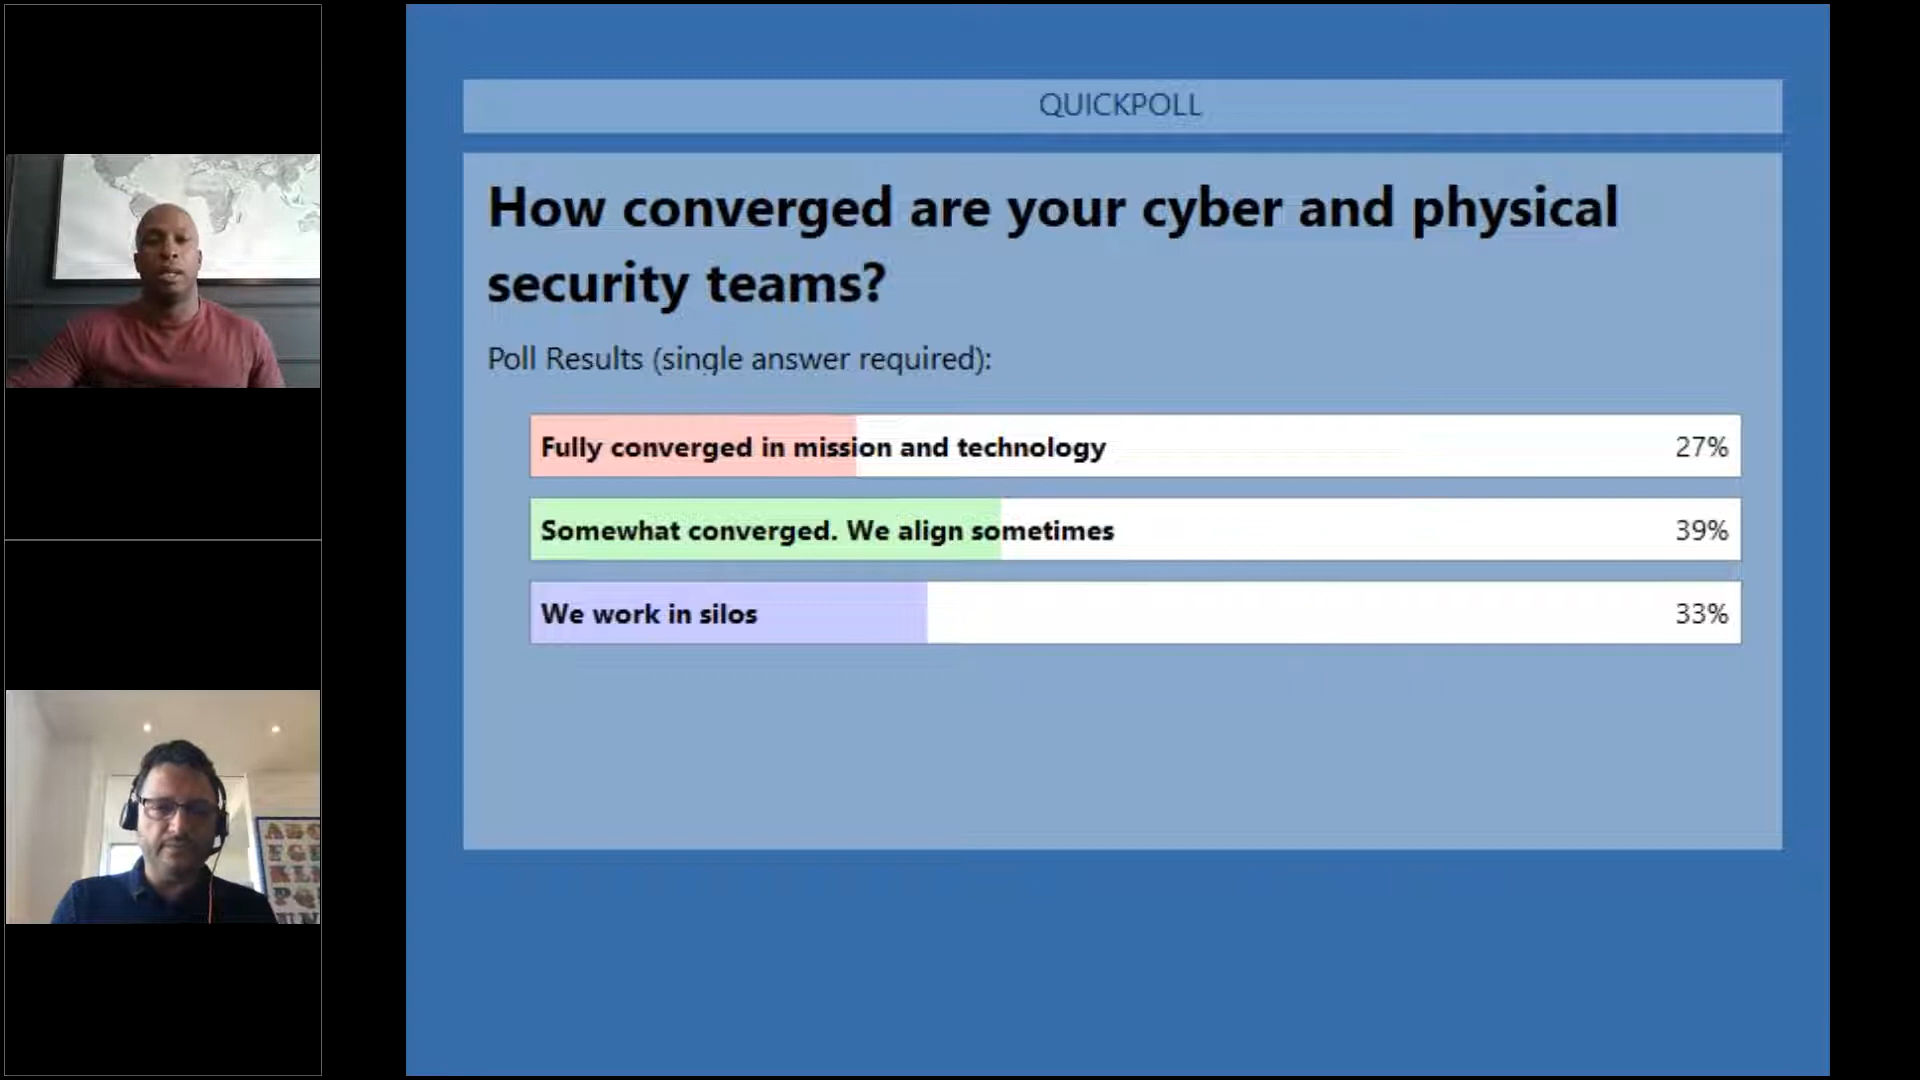 QUICKPOLL
How converged are your cyber and physical
security teams?
Poll Results (single answer required):
Fully converged in mission and technology 27%
Somewhat converged. We align sometimes 39%
We work in silos 33%